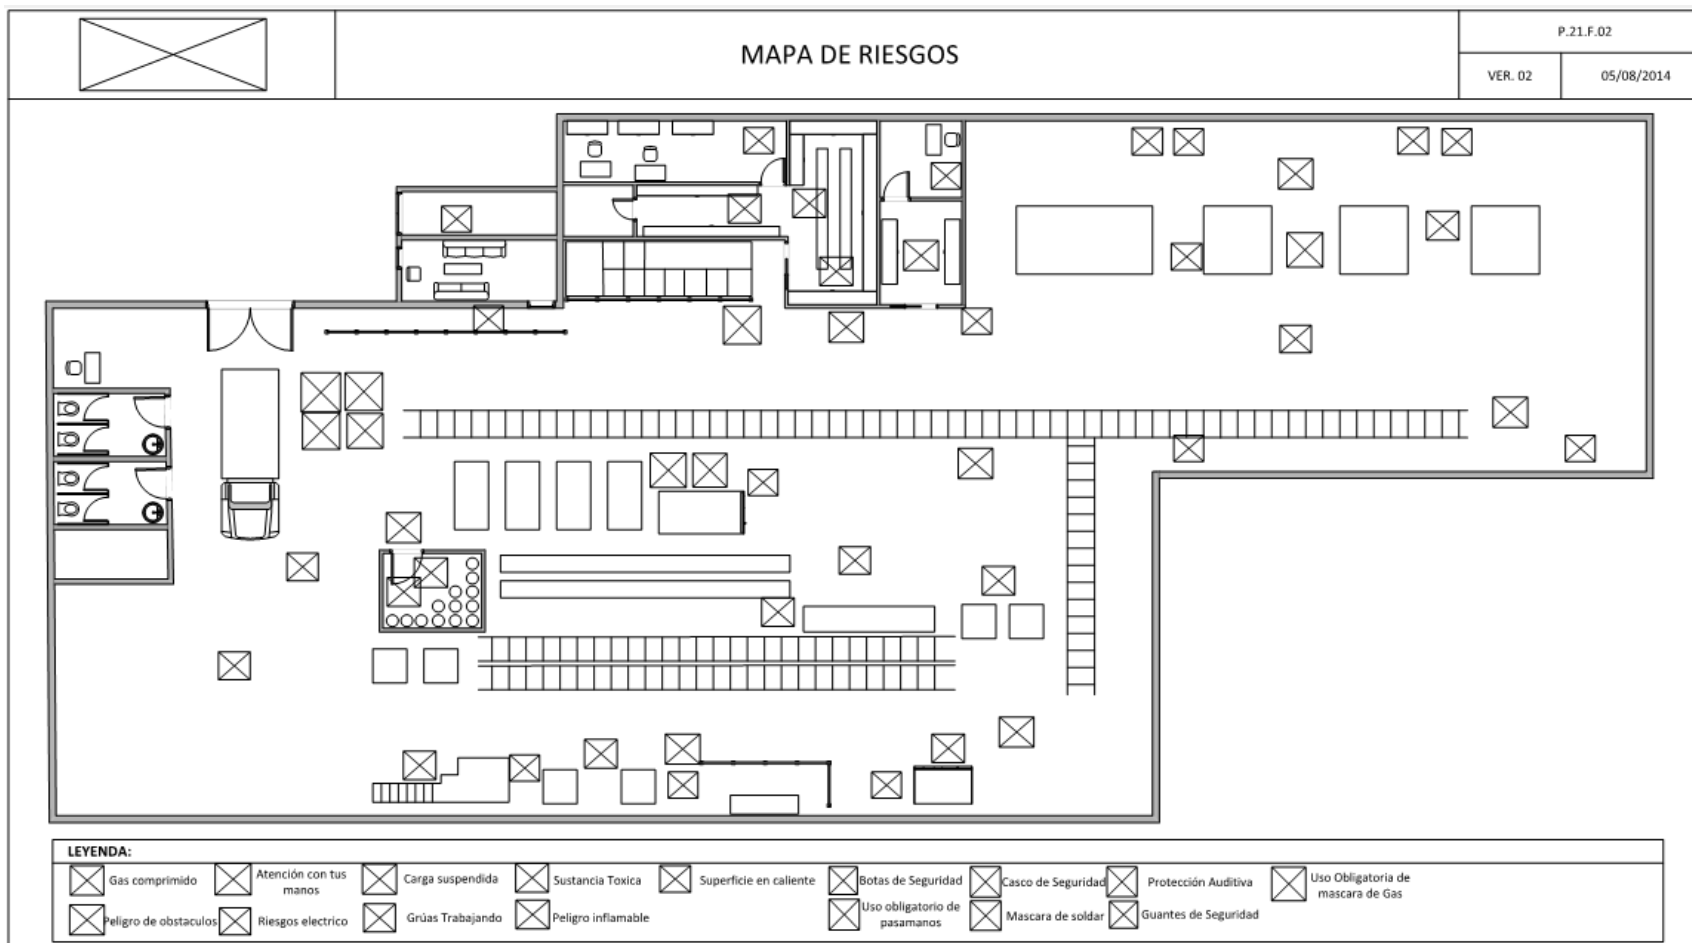 MAPA DE RIESGOS
P.21.F.02
VER. 02
05/08/2014
LEYENDA:
Gas comprimido
Atención con tus
manos
Carga suspendida
Sustancia Toxica
Superficie en caliente
Botas de Seguridad
Casco de Seguridad
Protección Auditiva
Uso Obligatoria de
mascara de Gas
Peligro de obstaculos
Riesgos electrico
Grúas Trabajando
Peligro inflamable
Uso obligatorio de
pasamanos
Mascara de soldar
Guantes de Seguridad